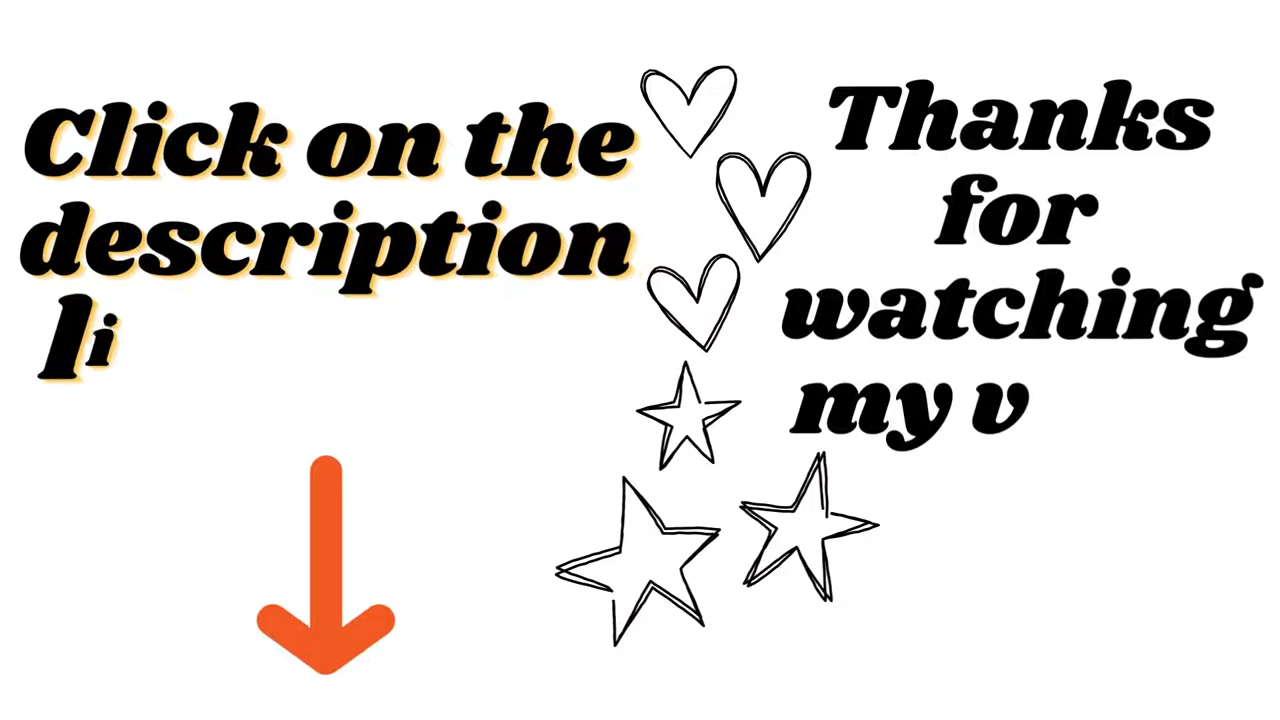 Click on the
description
li
Thanks
for
watching
my v